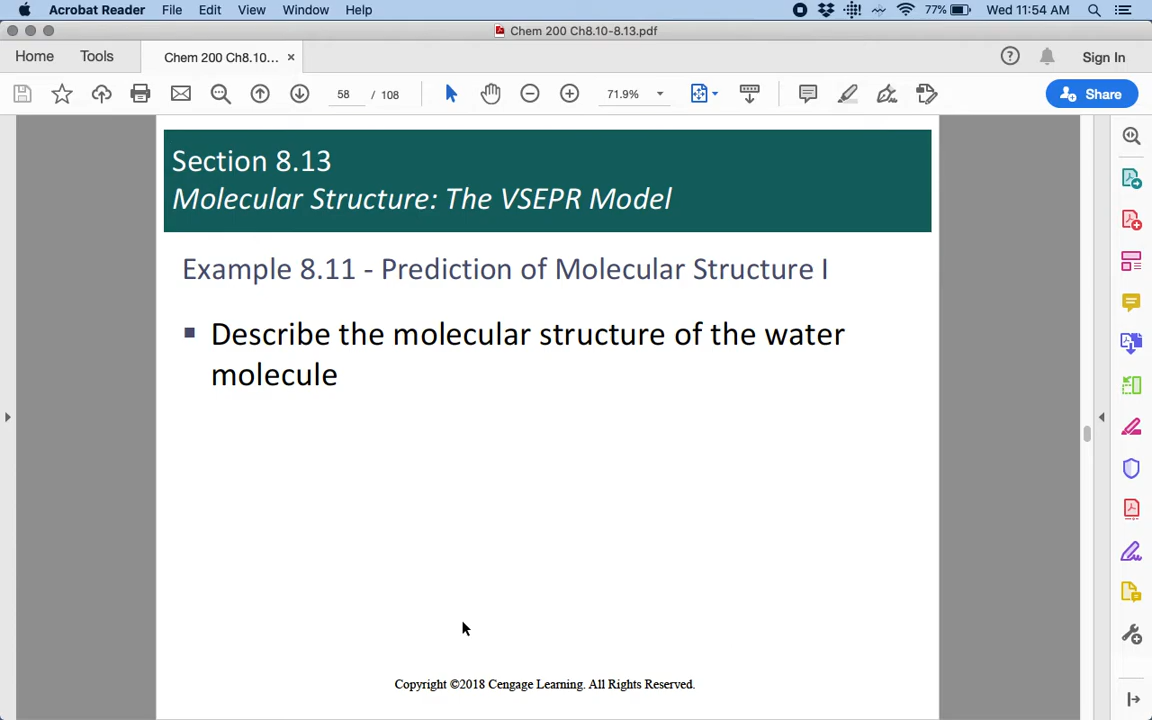 Acrobat Reader File Edit View Window Help 77% Wed 11:54 AM
Chem 200 Ch8.10-8.13.pdf
Home Tools Chem 200 Ch8.10... × Sign In
58 / 108 71.9% Share
Section 8.13
Molecular Structure: The VSEPR Model
Example 8.11 - Prediction of Molecular Structure I
▪ Describe the molecular structure of the water
molecule
Copyright ©2018 Cengage Learning. All Rights Reserved.